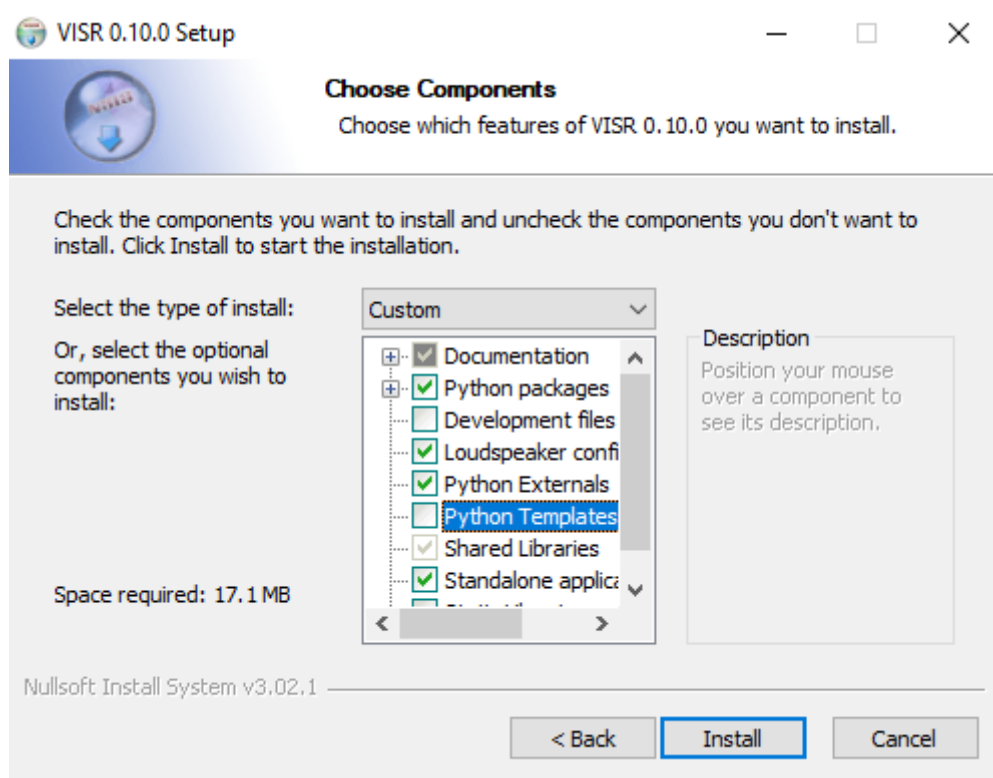 VISR 0.10.0 Setup
Choose Components
Choose which features of VISR 0.10.0 you want to install.
Check the components you want to install and uncheck the components you don't want to
install. Click Install to start the installation.
Select the type of install:
Custom
Or, select the optional
components you wish to
install:
Documentation
Python packages
Development files
Loudspeaker confi
Python Externals
Python Templates
Shared Libraries
Standalone applica
Description
Position your mouse
over a component to
see its description.
Space required: 17.1 MB
Nullsoft Install System v3.02.1
< Back
Install
Cancel